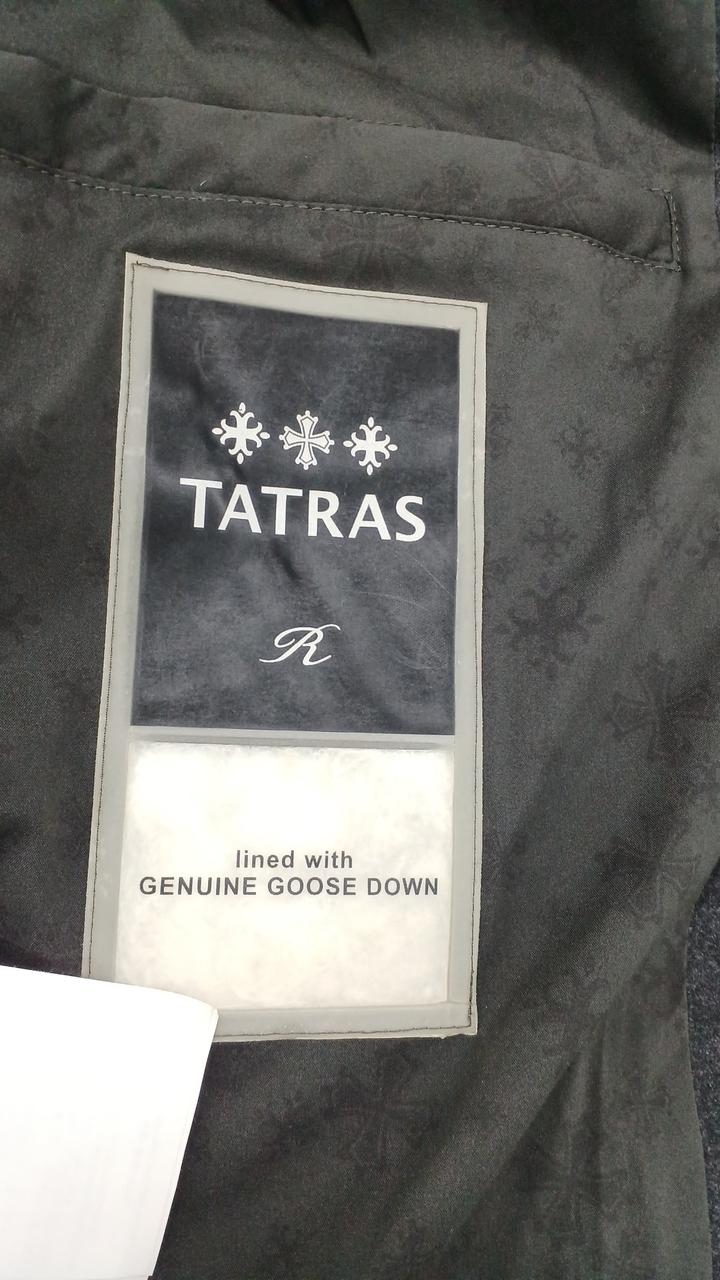 TATRAS
R
lined with
GENUINE GOOSE DOWN